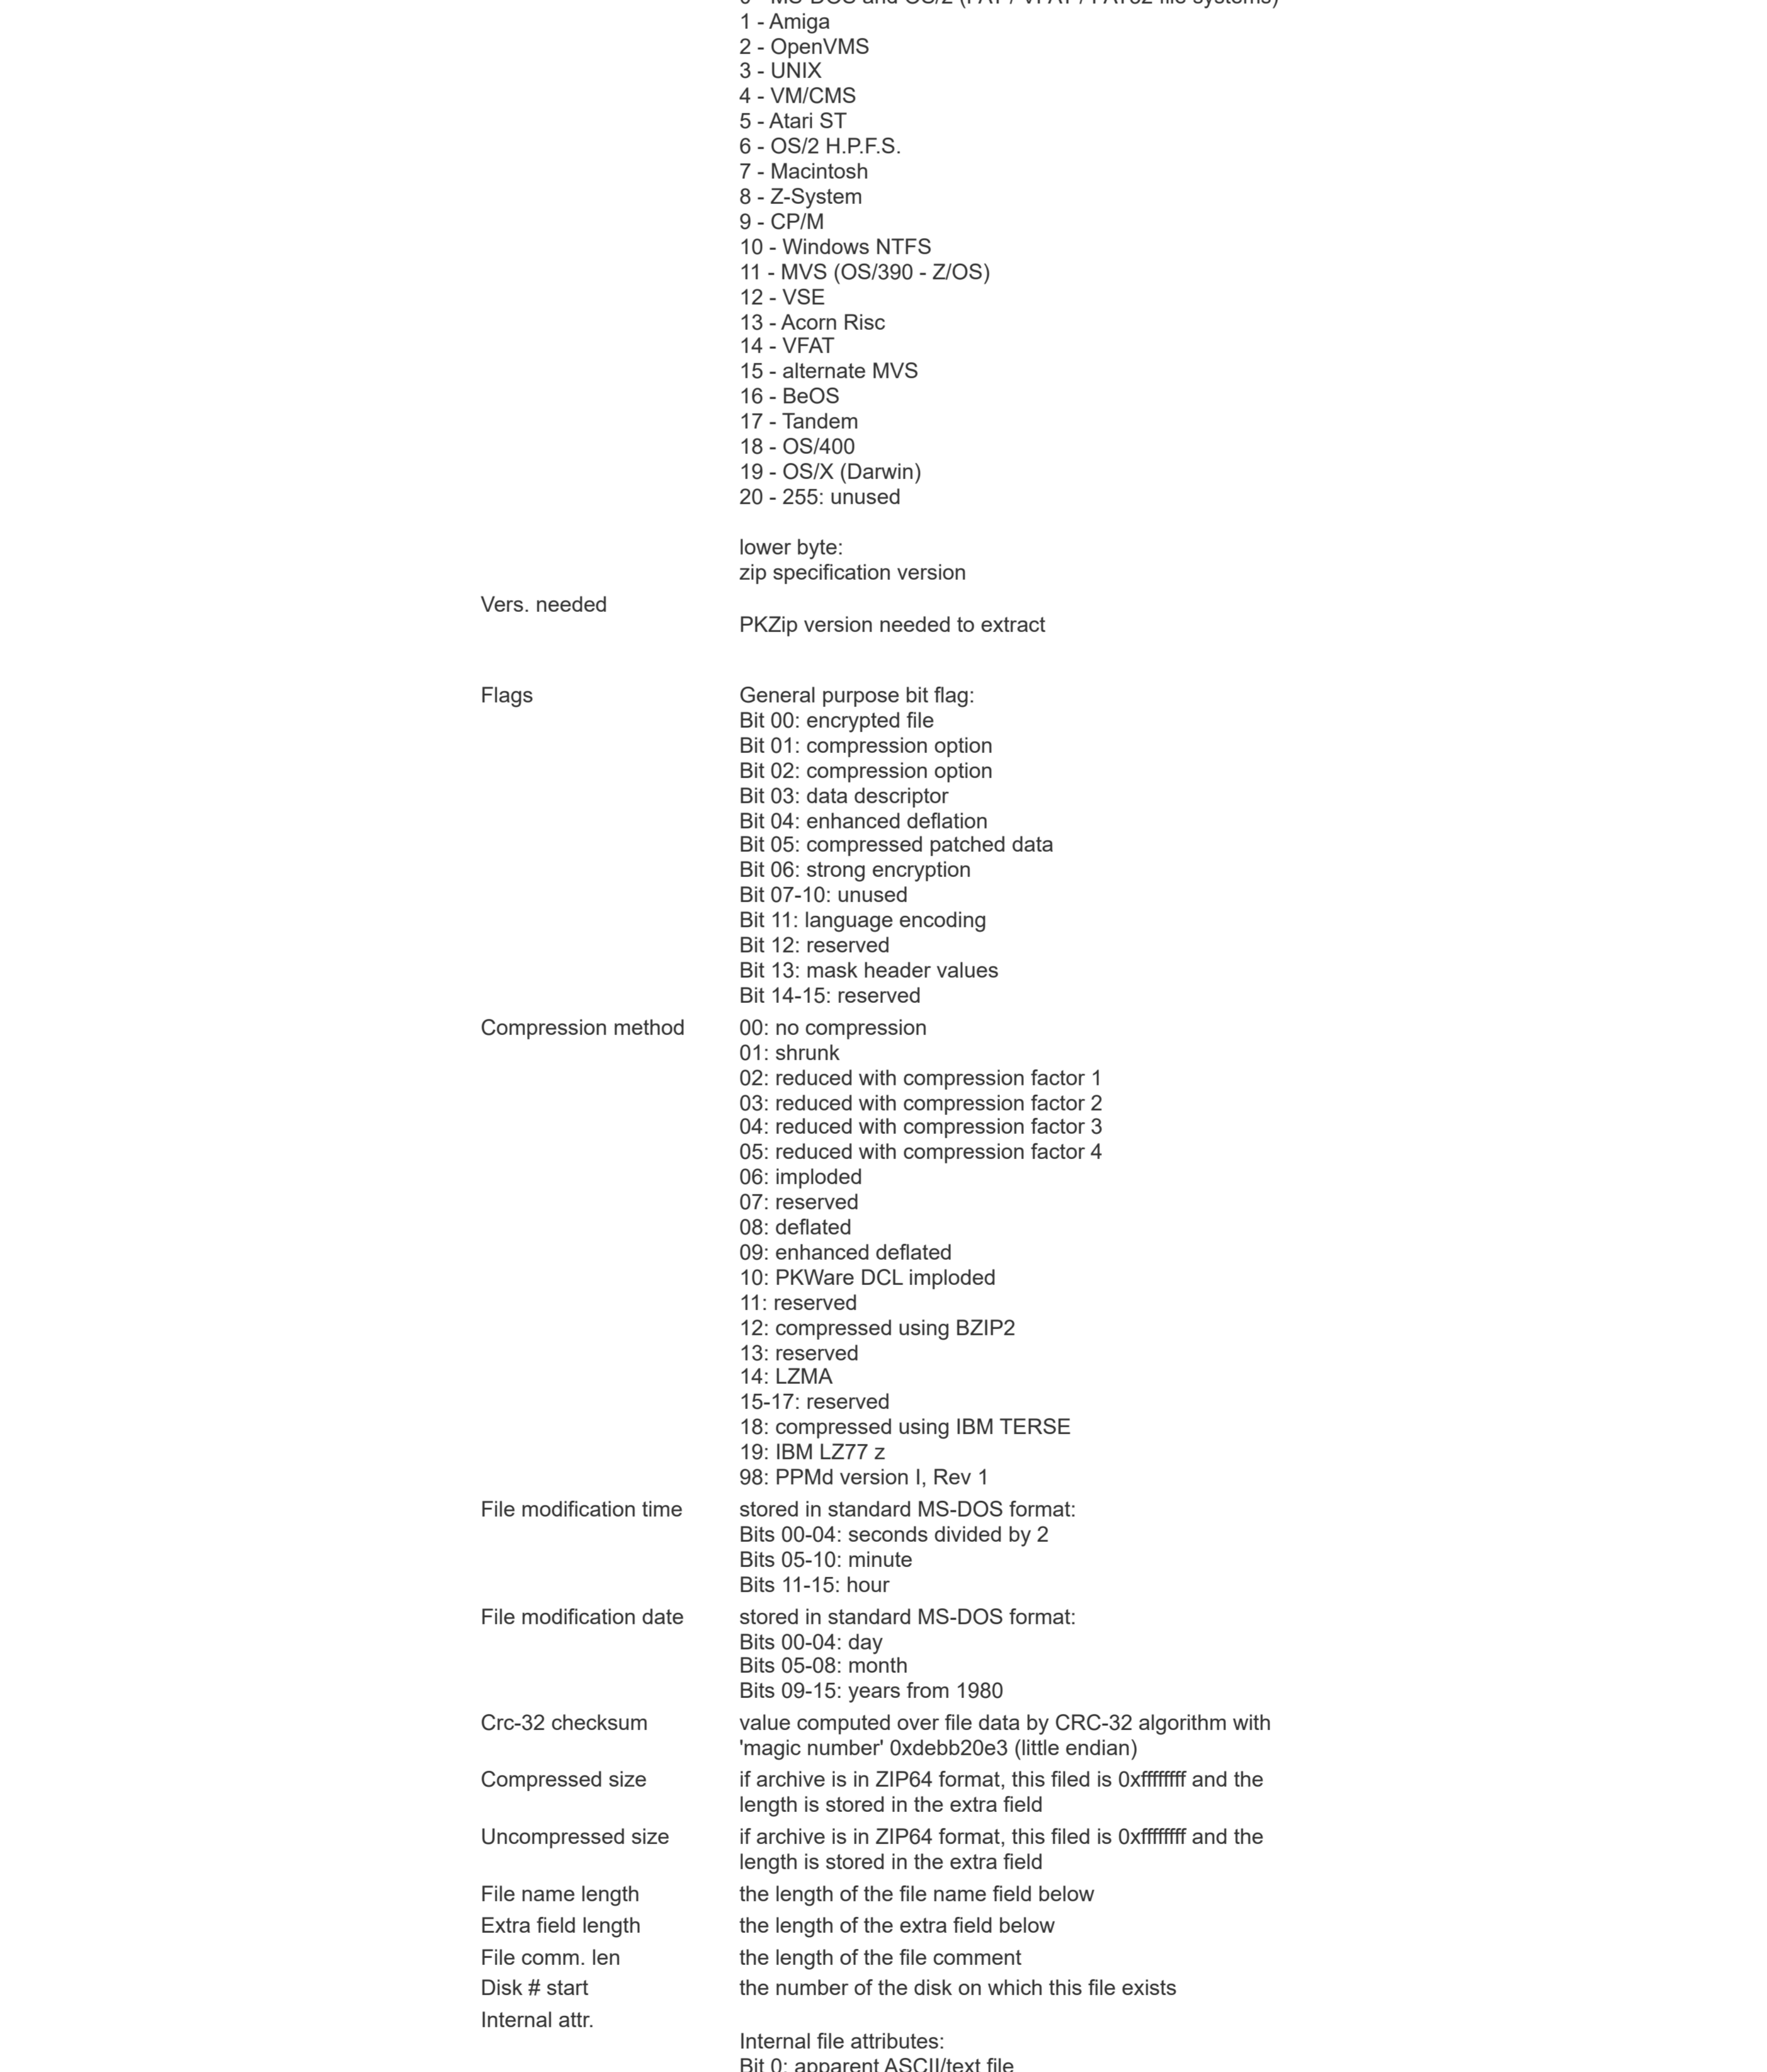 0 - MS-DOS and OS/2 (FAT / VFAT / FAT32 file systems)
1 - Amiga
2 - OpenVMS
3 - UNIX
4 - VM/CMS
5 - Atari ST
6 - OS/2 H.P.F.S.
7 - Macintosh
8 - Z-System
9 - CP/M
10 - Windows NTFS
11 - MVS (OS/390 - Z/OS)
12 - VSE
13 - Acorn Risc
14 - VFAT
15 - alternate MVS
16 - BeOS
17 - Tandem
18 - OS/400
19 - OS/X (Darwin)
20 - 255: unused
lower byte:
zip specification version
Vers. needed
PKZip version needed to extract
Flags General purpose bit flag:
Bit 00: encrypted file
Bit 01: compression option
Bit 02: compression option
Bit 03: data descriptor
Bit 04: enhanced deflation
Bit 05: compressed patched data
Bit 06: strong encryption
Bit 07-10: unused
Bit 11: language encoding
Bit 12: reserved
Bit 13: mask header values
Bit 14-15: reserved
Compression method 00: no compression
01: shrunk
02: reduced with compression factor 1
03: reduced with compression factor 2
04: reduced with compression factor 3
05: reduced with compression factor 4
06: imploded
07: reserved
08: deflated
09: enhanced deflated
10: PKWare DCL imploded
11: reserved
12: compressed using BZIP2
13: reserved
14: LZMA
15-17: reserved
18: compressed using IBM TERSE
19: IBM LZ77 z
98: PPMd version I, Rev 1
File modification time stored in standard MS-DOS format:
Bits 00-04: seconds divided by 2
Bits 05-10: minute
Bits 11-15: hour
File modification date stored in standard MS-DOS format:
Bits 00-04: day
Bits 05-08: month
Bits 09-15: years from 1980
Crc-32 checksum value computed over file data by CRC-32 algorithm with
'magic number' 0xdebb20e3 (little endian)
Compressed size if archive is in ZIP64 format, this filed is 0xffffffff and the
length is stored in the extra field
Uncompressed size if archive is in ZIP64 format, this filed is 0xffffffff and the
length is stored in the extra field
File name length the length of the file name field below
Extra field length the length of the extra field below
File comm. len the length of the file comment
Disk # start the number of the disk on which this file exists
Internal attr.
Internal file attributes:
Bit 0: apparent ASCII/text file